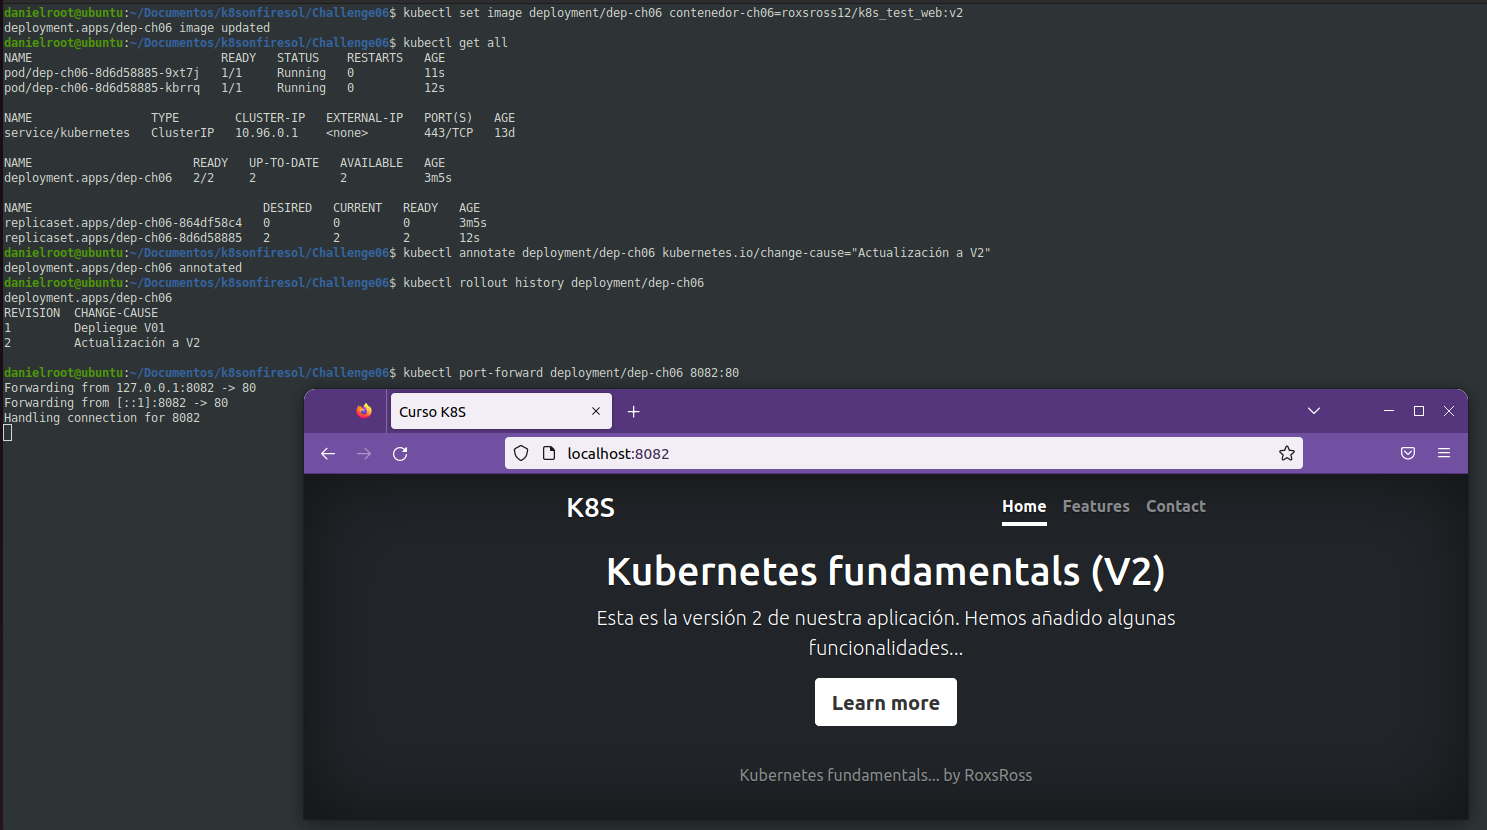 danielroot@ubuntu:~/Documentos/k8sonfiresol/Challenge06$ kubectl set image deployment/dep-ch06 contenedor-ch06=roxsross12/k8s_test_web:v2
deployment.apps/dep-ch06 image updated
danielroot@ubuntu:~/Documentos/k8sonfiresol/Challenge06$ kubectl get all
NAME                           READY   STATUS    RESTARTS   AGE
pod/dep-ch06-8d6d58885-9xt7j   1/1     Running   0          11s
pod/dep-ch06-8d6d58885-kbrrq   1/1     Running   0          12s
NAME                 TYPE        CLUSTER-IP   EXTERNAL-IP   PORT(S)   AGE
service/kubernetes   ClusterIP   10.96.0.1    <none>        443/TCP   13d
NAME                       READY   UP-TO-DATE   AVAILABLE   AGE
deployment.apps/dep-ch06   2/2     2            2           3m5s
NAME                                 DESIRED   CURRENT   READY   AGE
replicaset.apps/dep-ch06-864df58c4   0         0         0       3m5s
replicaset.apps/dep-ch06-8d6d58885   2         2         2       12s
danielroot@ubuntu:~/Documentos/k8sonfiresol/Challenge06$ kubectl annotate deployment/dep-ch06 kubernetes.io/change-cause="Actualización a V2"
deployment.apps/dep-ch06 annotated
danielroot@ubuntu:~/Documentos/k8sonfiresol/Challenge06$ kubectl rollout history deployment/dep-ch06
deployment.apps/dep-ch06
REVISION  CHANGE-CAUSE
1         Depliegue V01
2         Actualización a V2
danielroot@ubuntu:~/Documentos/k8sonfiresol/Challenge06$ kubectl port-forward deployment/dep-ch06 8082:80
Forwarding from 127.0.0.1:8082 -> 80
Forwarding from [::1]:8082 -> 80
Handling connection for 8082
Curso K8S
localhost:8082
K8S
Home Features Contact
Kubernetes fundamentals (V2)
Esta es la versión 2 de nuestra aplicación. Hemos añadido algunas
funcionalidades...
Learn more
Kubernetes fundamentals... by RoxsRoss